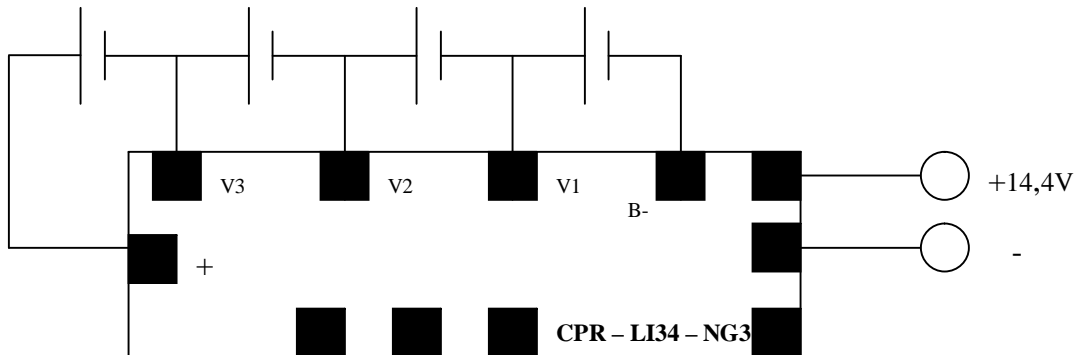 V3
V2
V1
+14,4V
B-
-
+
CPR – LI34 – NG3